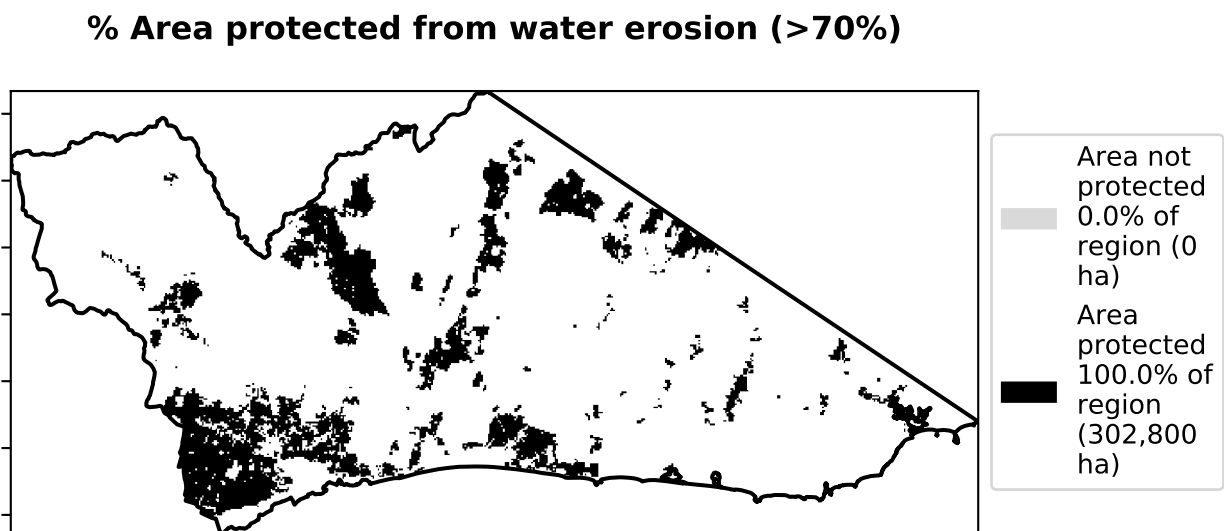 % Area protected from water erosion (>70%)
Area not
protected
0.0% of
region (0
ha)
Area
protected
100.0% of
region
(302,800
ha)